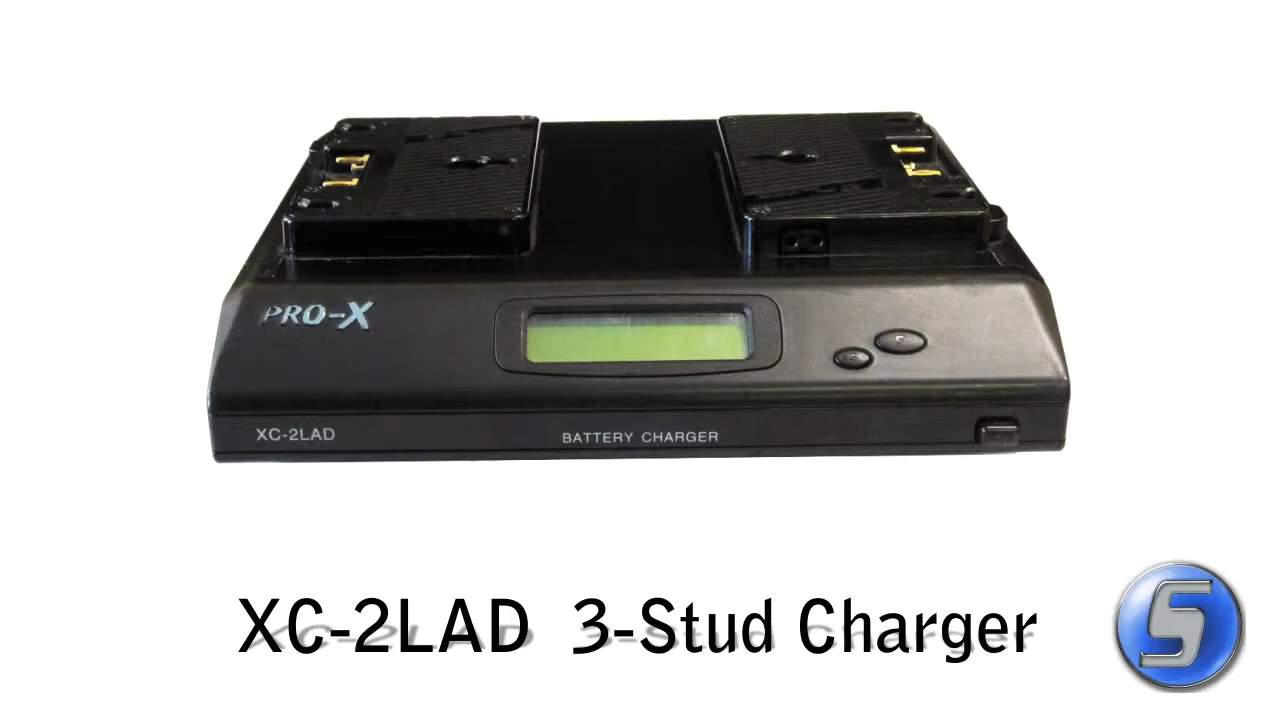 PRO-X
XC-2LAD
BATTERY CHARGER
XC-2LAD 3-Stud Charger
S